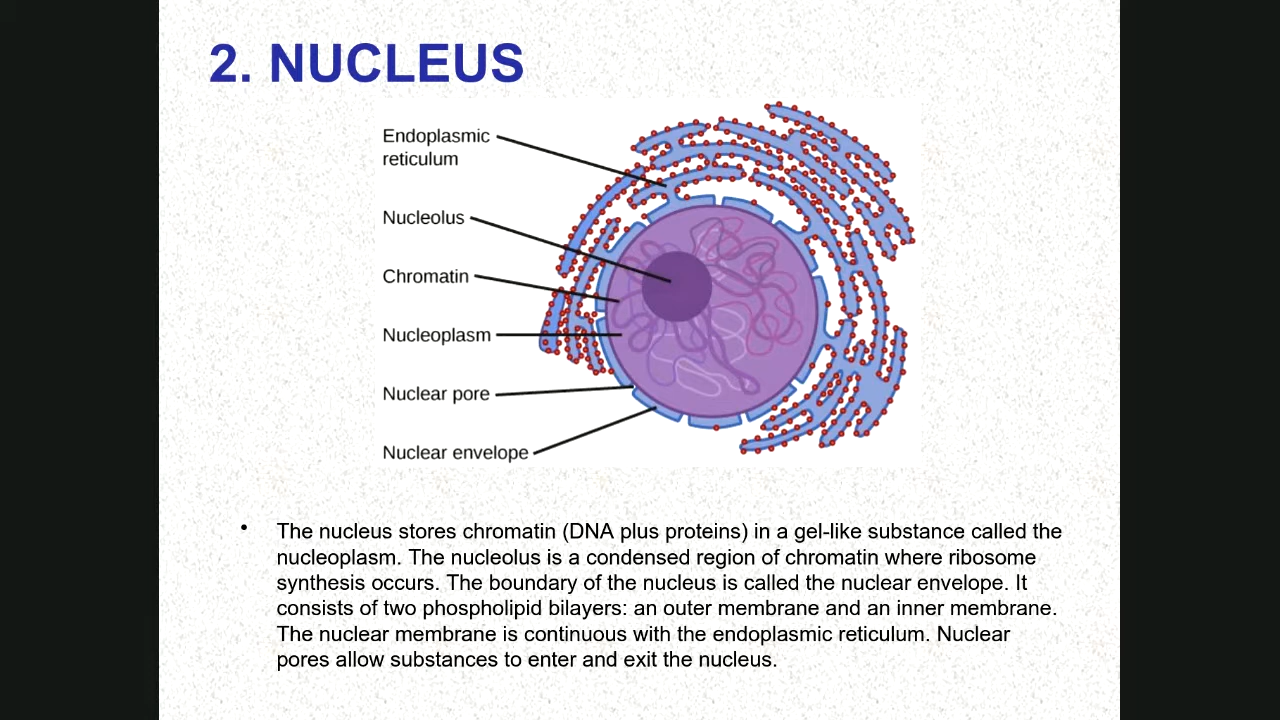 2. NUCLEUS
Endoplasmic
reticulum
Nucleolus
Chromatin
Nucleoplasm
Nuclear pore
Nuclear envelope
• The nucleus stores chromatin (DNA plus proteins) in a gel-like substance called the
nucleoplasm. The nucleolus is a condensed region of chromatin where ribosome
synthesis occurs. The boundary of the nucleus is called the nuclear envelope. It
consists of two phospholipid bilayers: an outer membrane and an inner membrane.
The nuclear membrane is continuous with the endoplasmic reticulum. Nuclear
pores allow substances to enter and exit the nucleus.